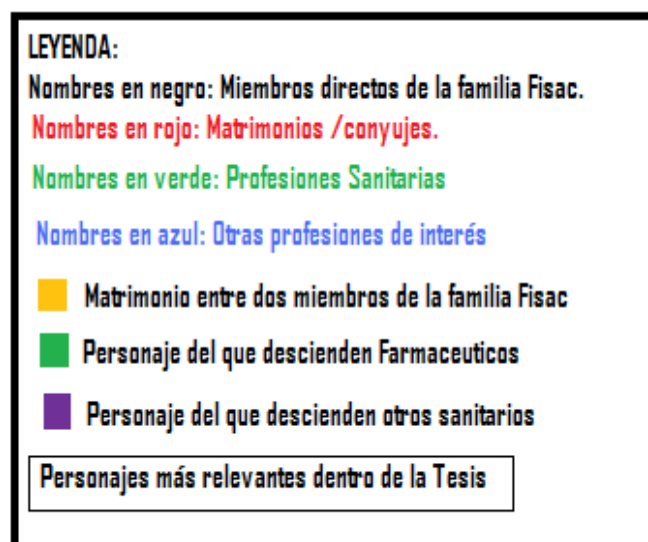 LEYENDA:
Nombres en negro: Miembros directos de la familia Fisac.
Nombres en rojo: Matrimonios /conyujes.
Nombres en verde: Profesiones Sanitarias
Nombres en azul: Otras profesiones de interés
Matrimonio entre dos miembros de la familia Fisac
Personaje del que descienden Farmaceuticos
Personaje del que descienden otros sanitarios
Personajes más relevantes dentro de la Tesis